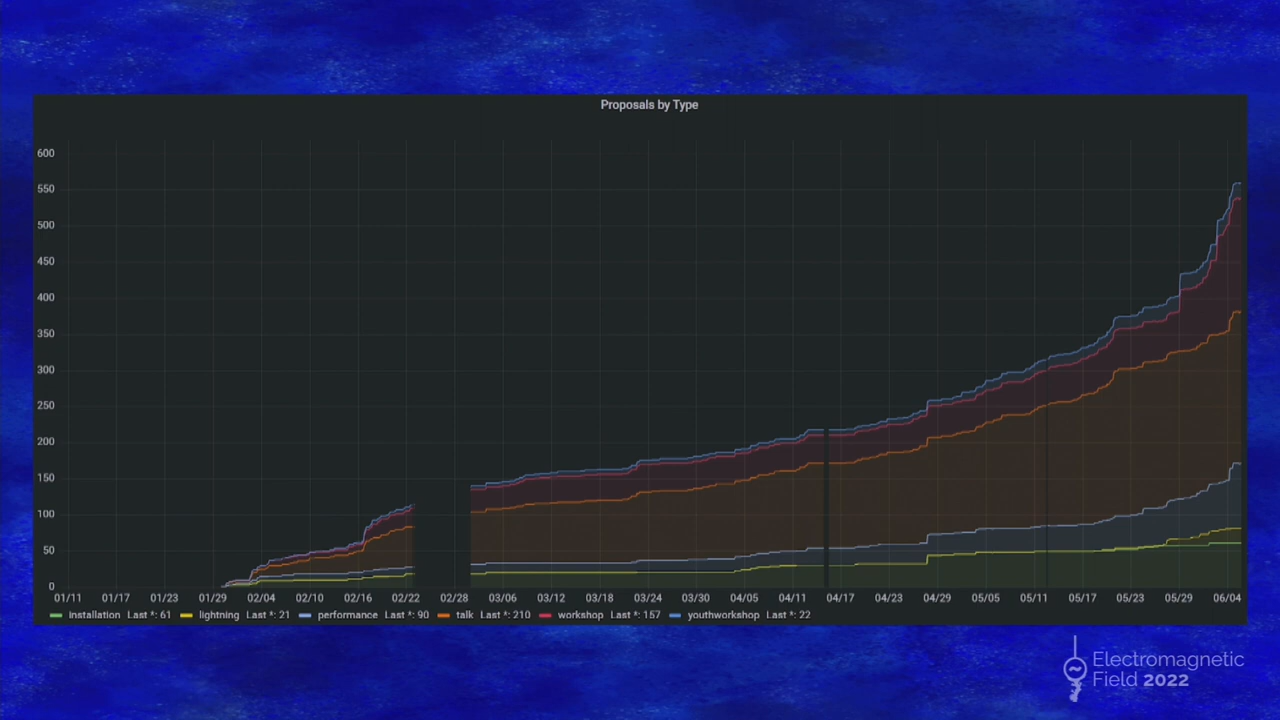 Proposals by Type
600
550
500
450
400
350
300
250
200
150
100
50
0
01/11 01/17 01/23 01/29 02/04 02/10 02/16 02/22 02/28 03/06 03/12 03/18 03/24 03/30 04/05 04/11 04/17 04/23 04/29 05/05 05/11 05/17 05/23 05/29 06/04
installation Last *: 61 lightning Last *: 21 performance Last *: 90 talk Last *: 210 workshop Last *: 157 youthworkshop Last *: 22
Electromagnetic
Field 2022